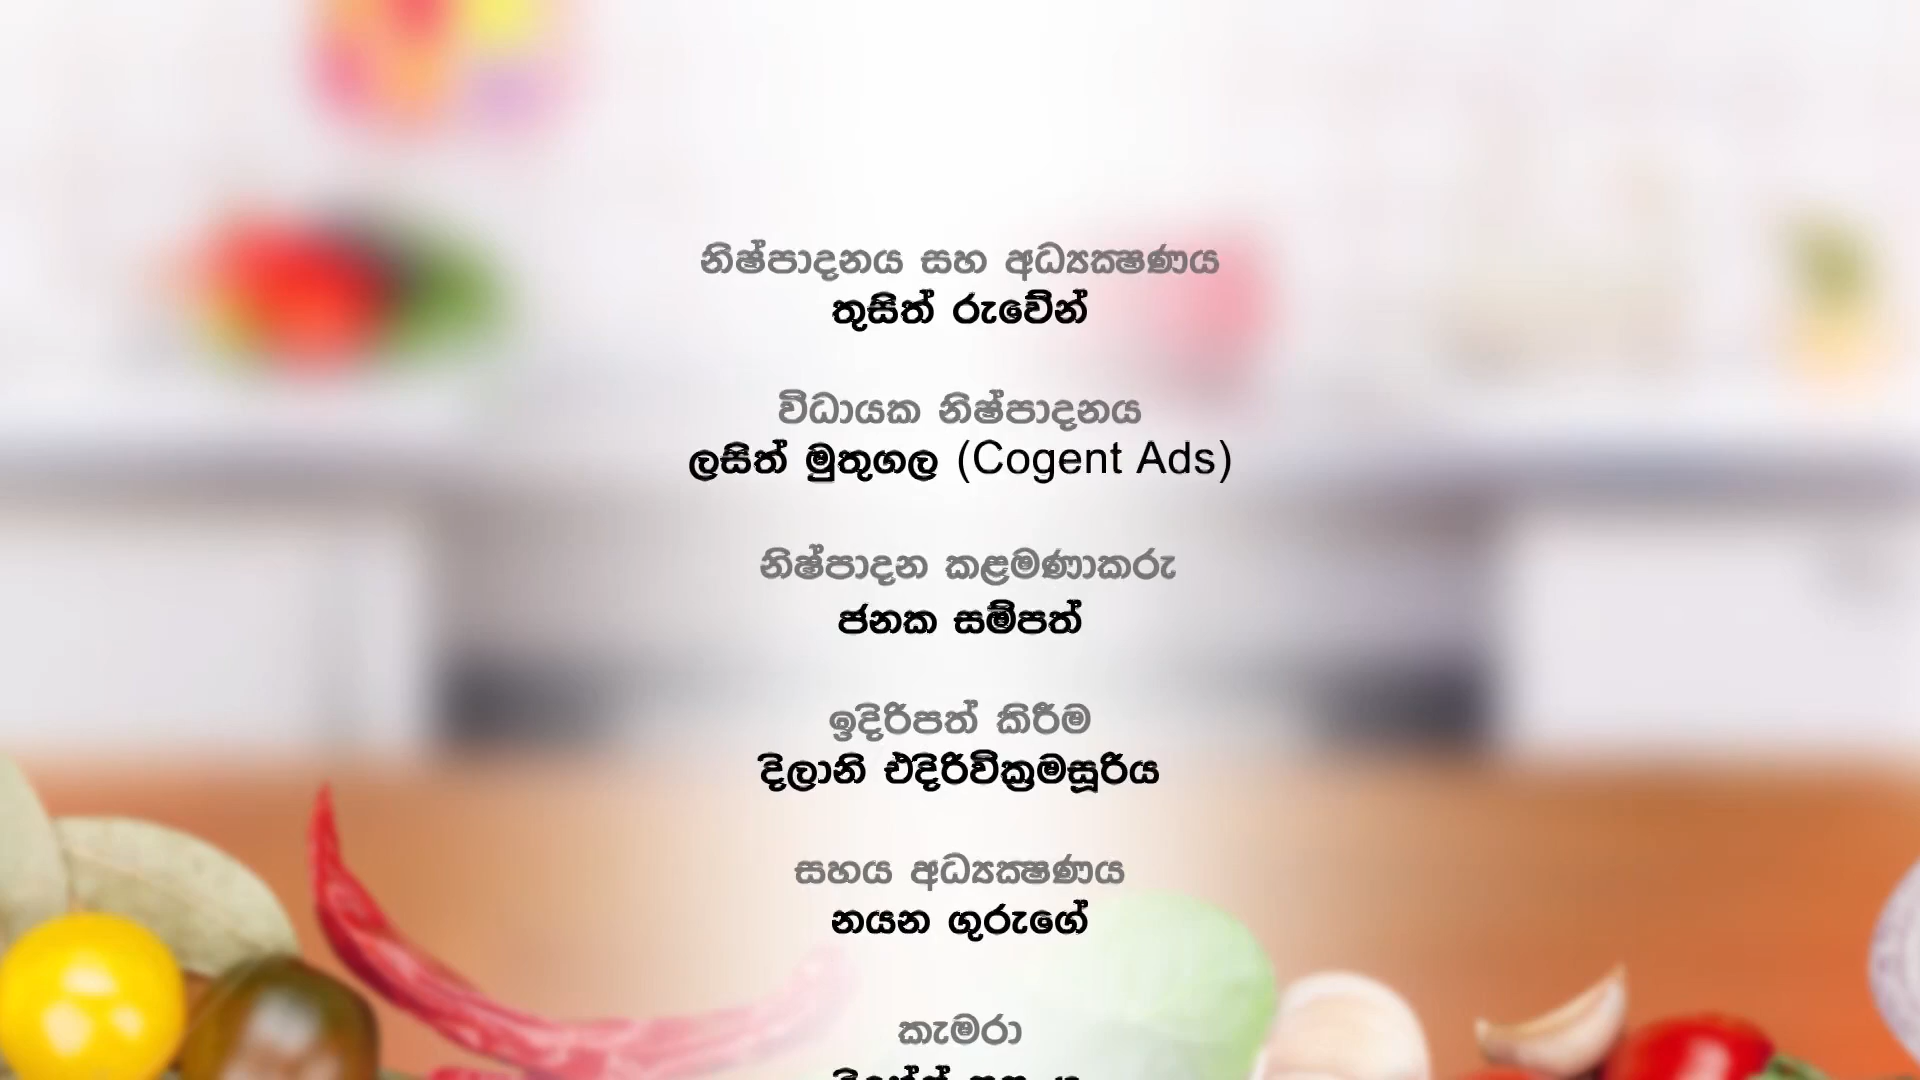 නිෂ්පාදනය සහ අධ්‍යක්ෂණය
තුසිත් රුවේන්
විධායක නිෂ්පාදනය
ලසිත් මුතුගල (Cogent Ads)
නිෂ්පාදන කළමණාකරු
ජනක සම්පත්
ඉදිරිපත් කිරීම
දිලානි එදිරිවික්‍රමසූරිය
සහය අධ්‍යක්ෂණය
නයන ගුරුගේ
කැමරා